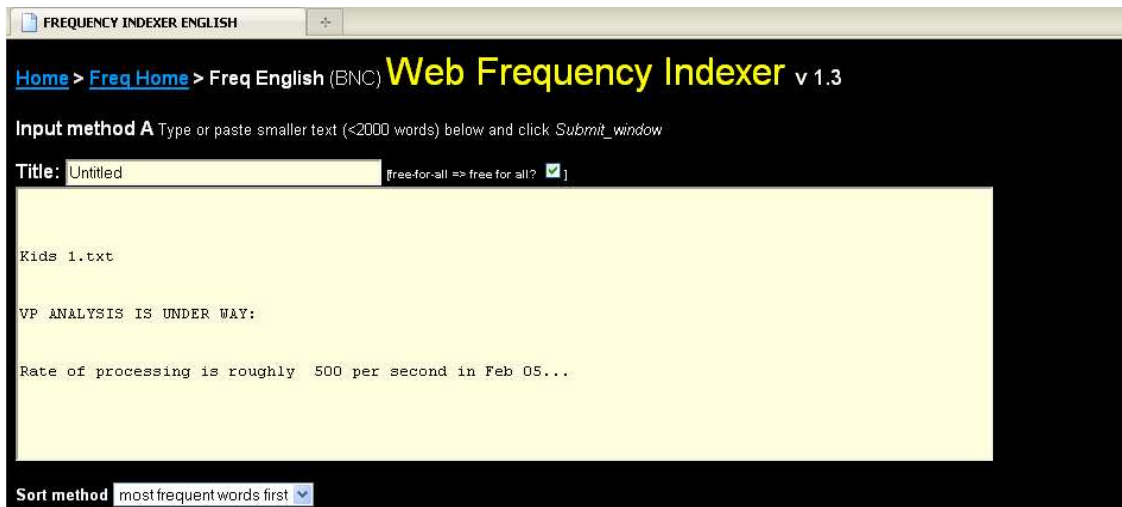 FREQUENCY INDEXER ENGLISH
Home > Freq Home > Freq English (BNC) Web Frequency Indexer v 1.3
Input method A Type or paste smaller text (<2000 words) below and click Submit_window
Title: Untitled [free-for-all => free for all? ]
Kids 1.txt
VP ANALYSIS IS UNDER WAY:
Rate of processing is roughly  500 per second in Feb 05...
Sort method most frequent words first